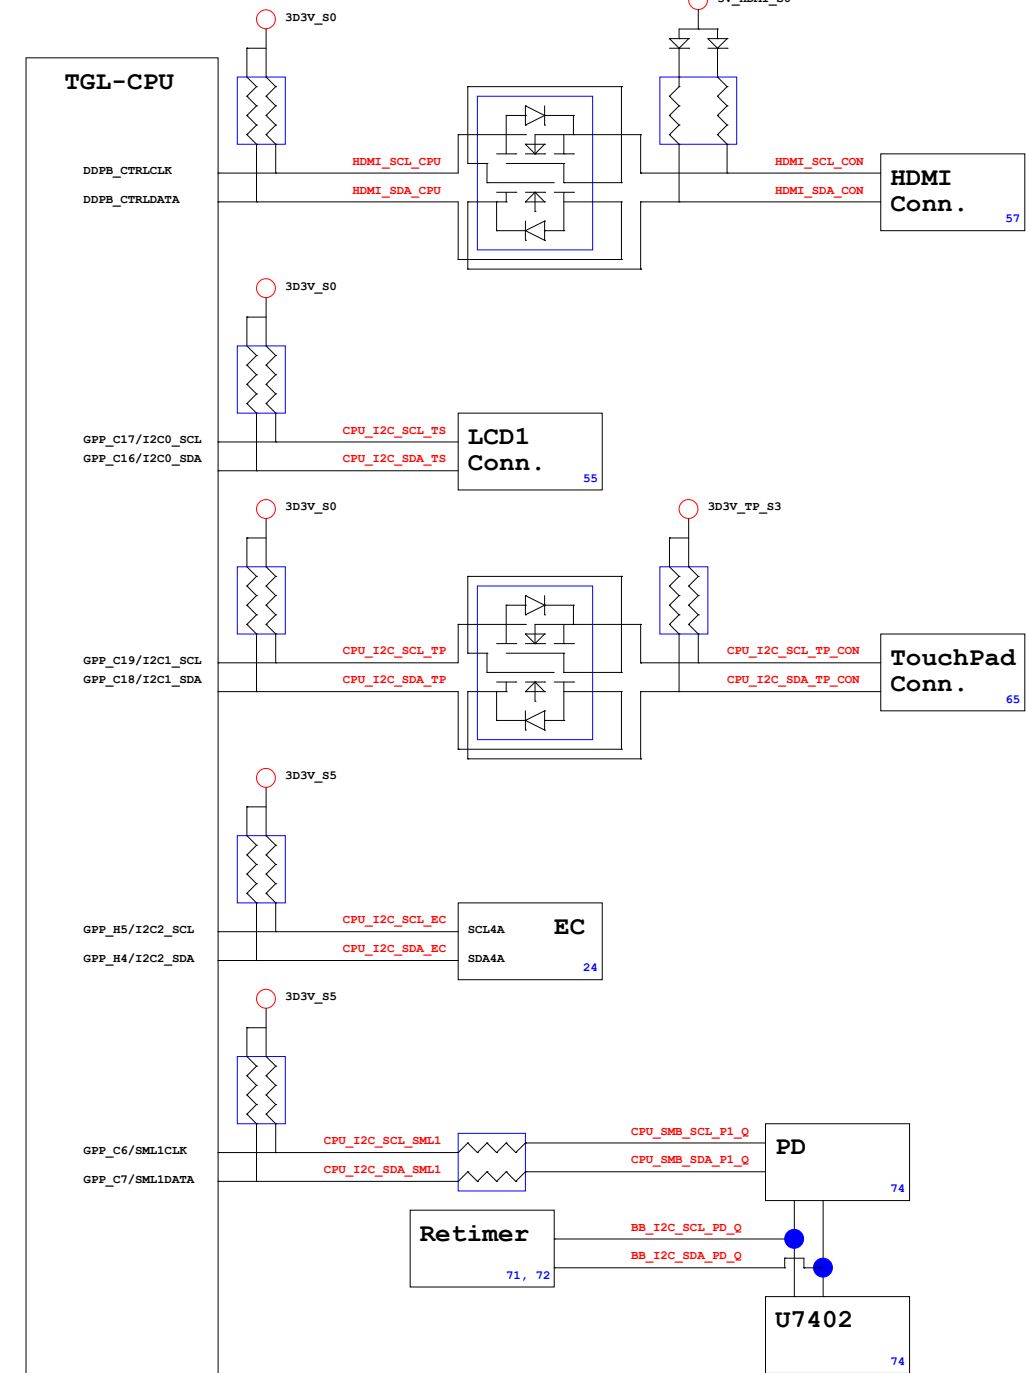 3D3V_S0
5V_HDMI_S0
TGL-CPU
DDPB_CTRLCLK
HDMI_SCL_CPU
HDMI_SCL_CON
DDPB_CTRLDATA
HDMI_SDA_CPU
HDMI_SDA_CON
HDMI
Conn.
57
3D3V_S0
GPP_C17/I2C0_SCL
CPU_I2C_SCL_TS
GPP_C16/I2C0_SDA
CPU_I2C_SDA_TS
LCD1
Conn.
55
3D3V_S0
3D3V_TP_S3
GPP_C19/I2C1_SCL
CPU_I2C_SCL_TP
CPU_I2C_SCL_TP_CON
GPP_C18/I2C1_SDA
CPU_I2C_SDA_TP
CPU_I2C_SDA_TP_CON
TouchPad
Conn.
65
3D3V_S5
GPP_H5/I2C2_SCL
CPU_I2C_SCL_EC
SCL4A
EC
GPP_H4/I2C2_SDA
CPU_I2C_SDA_EC
SDA4A
24
3D3V_S5
GPP_C6/SML1CLK
CPU_I2C_SCL_SML1
CPU_SMB_SCL_P1_Q
GPP_C7/SML1DATA
CPU_I2C_SDA_SML1
CPU_SMB_SDA_P1_Q
PD
74
Retimer
71, 72
BB_I2C_SCL_PD_Q
BB_I2C_SDA_PD_Q
U7402
74